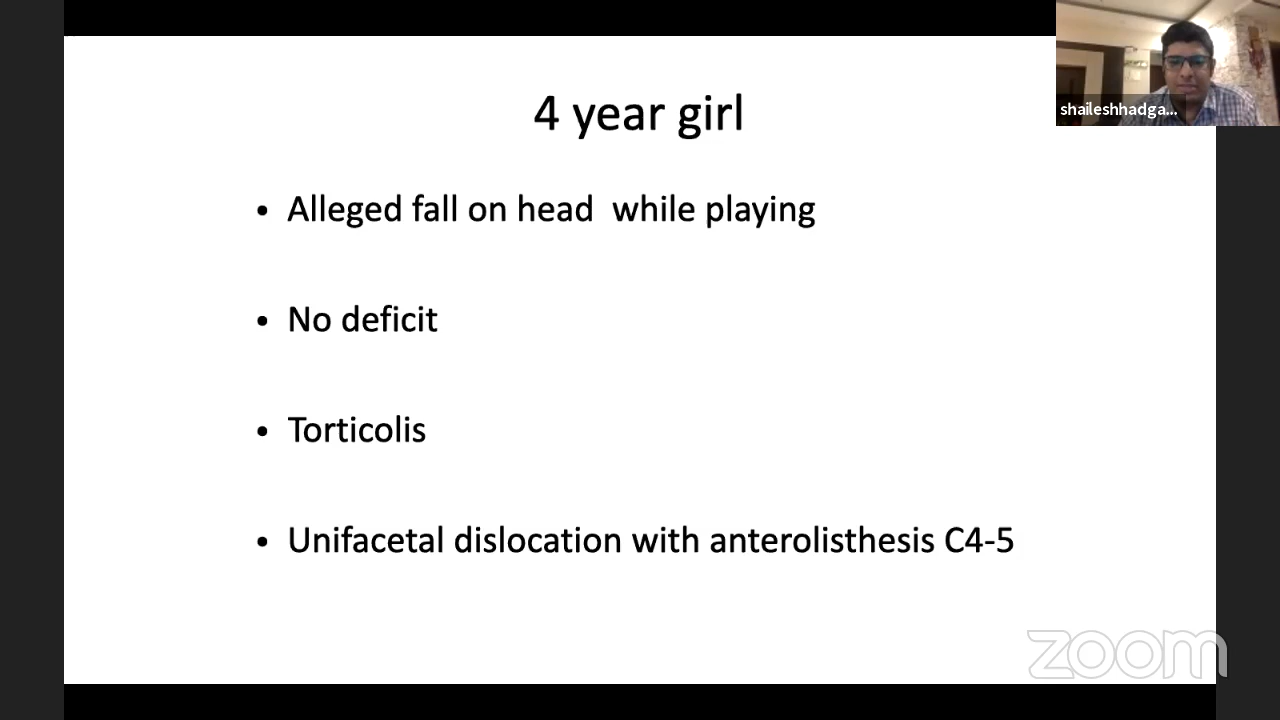 4 year girl
shaileshhadga...
• Alleged fall on head  while playing
• No deficit
• Torticolis
• Unifacetal dislocation with anterolisthesis C4-5
zoom